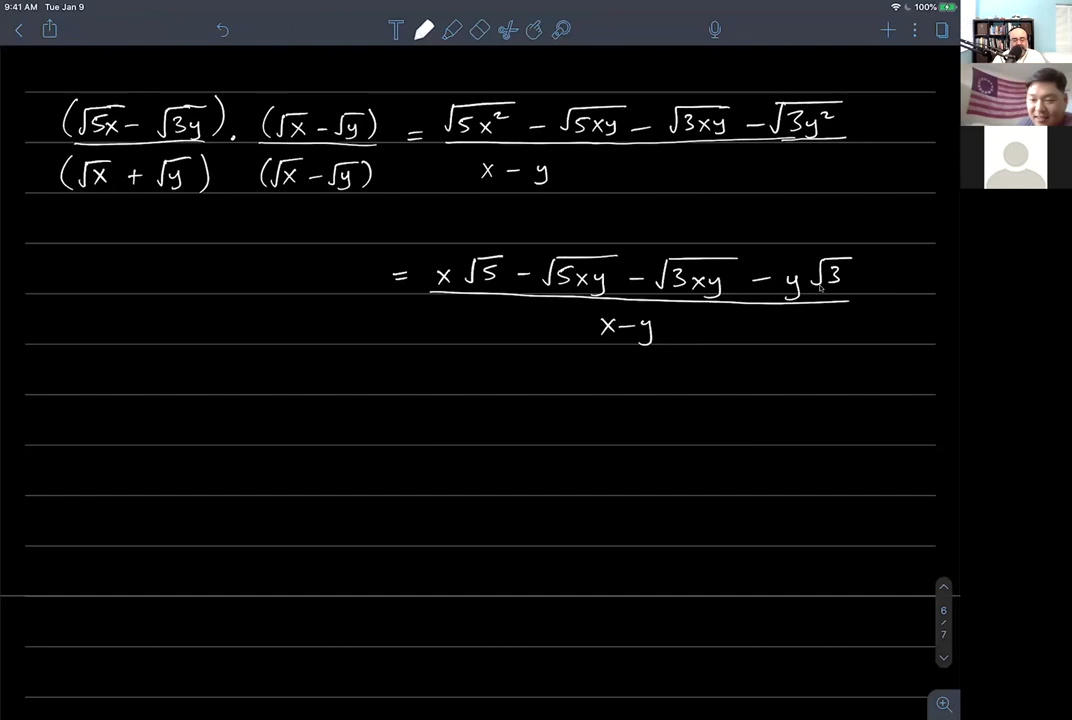 9:41 AM Tue Jan 9 100%
(√5x - √3y) / (√x + √y) · (√x - √y) / (√x - √y) = (√5x² - √5xy - √3xy - √3y²) / (x - y)
= (x√5 - √5xy - √3xy - y√3) / (x - y)
6
/
7